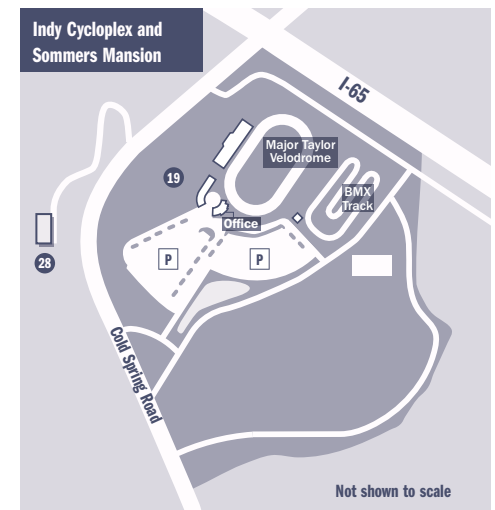 Indy Cycloplex and
Sommers Mansion
I-65
Major Taylor
Velodrome
19
BMX
Track
Office
P
P
28
Cold Spring Road
Not shown to scale